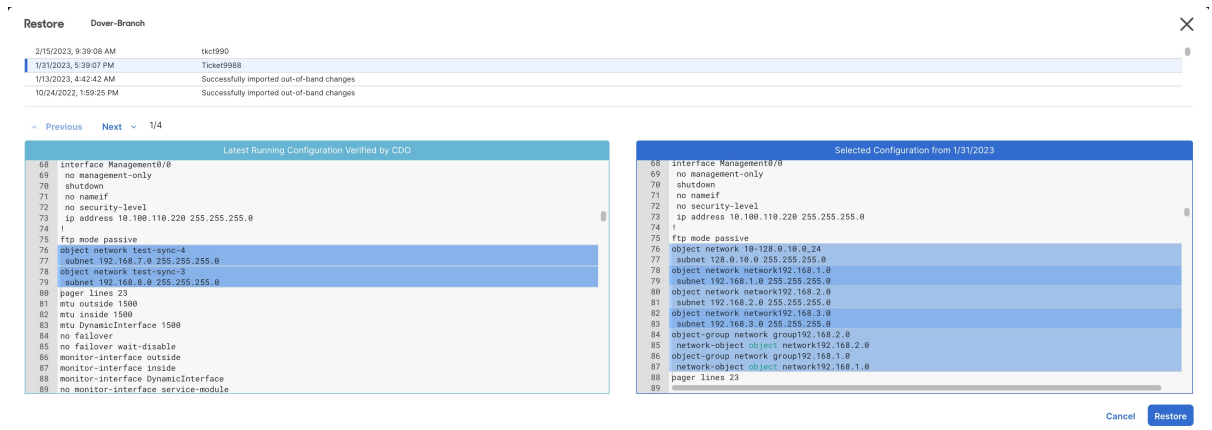 Restore Dover-Branch
2/15/2023, 9:39:08 AM tkct990
1/31/2023, 5:39:07 PM Ticket9988
1/13/2023, 4:42:42 AM Successfully imported out-of-band changes
10/24/2022, 1:59:25 PM Successfully imported out-of-band changes
Previous Next 1/4
Latest Running Configuration Verified by CDO
68 interface Management0/0
69 no management-only
70 shutdown
71 no nameif
72 no security-level
73 ip address 10.100.110.220 255.255.255.0
74 !
75 ftp mode passive
76 object network test-sync-4
77 subnet 192.168.7.0 255.255.255.0
78 object network test-sync-3
79 subnet 192.168.8.0 255.255.255.0
80 pager lines 23
81 mtu outside 1500
82 mtu inside 1500
83 mtu DynamicInterface 1500
84 no failover
85 no failover wait-disable
86 monitor-interface outside
87 monitor-interface inside
88 monitor-interface DynamicInterface
89 no monitor-interface service-module
Selected Configuration from 1/31/2023
68 interface Management0/0
69 no management-only
70 shutdown
71 no nameif
72 no security-level
73 ip address 10.100.110.220 255.255.255.0
74 !
75 ftp mode passive
76 object network 10-128.0.10.0_24
77 subnet 128.0.10.0 255.255.255.0
78 object network network192.168.1.0
79 subnet 192.168.1.0 255.255.255.0
80 object network network192.168.2.0
81 subnet 192.168.2.0 255.255.255.0
82 object network network192.168.3.0
83 subnet 192.168.3.0 255.255.255.0
84 object-group network group192.168.2.0
85 network-object object network192.168.2.0
86 object-group network group192.168.1.0
87 network-object object network192.168.1.0
88 pager lines 23
89
Cancel Restore